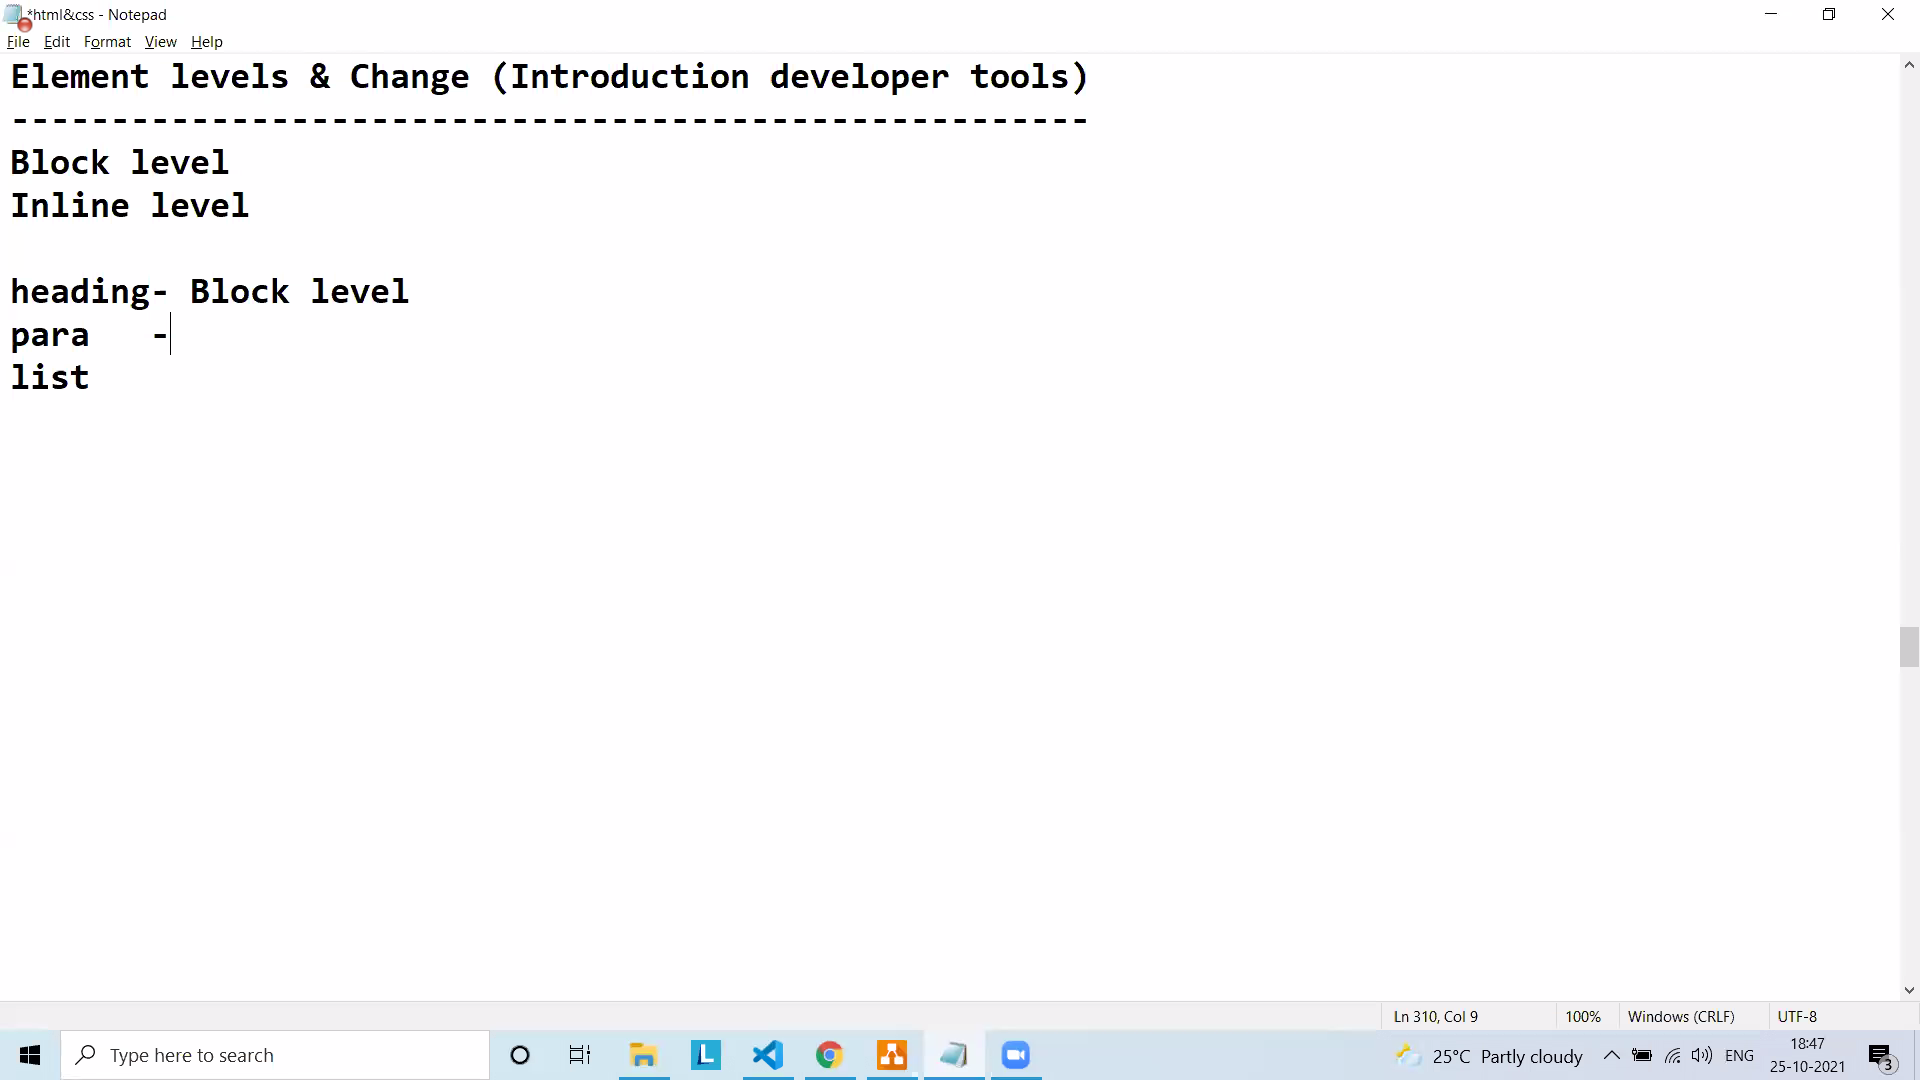 *html&css - Notepad
File Edit Format View Help
Element levels & Change (Introduction developer tools)
------------------------------------------------------
Block level
Inline level
heading- Block level
para   -
list
Ln 310, Col 9 100% Windows (CRLF) UTF-8
Type here to search
L
25°C Partly cloudy
ENG
18:47
25-10-2021
3